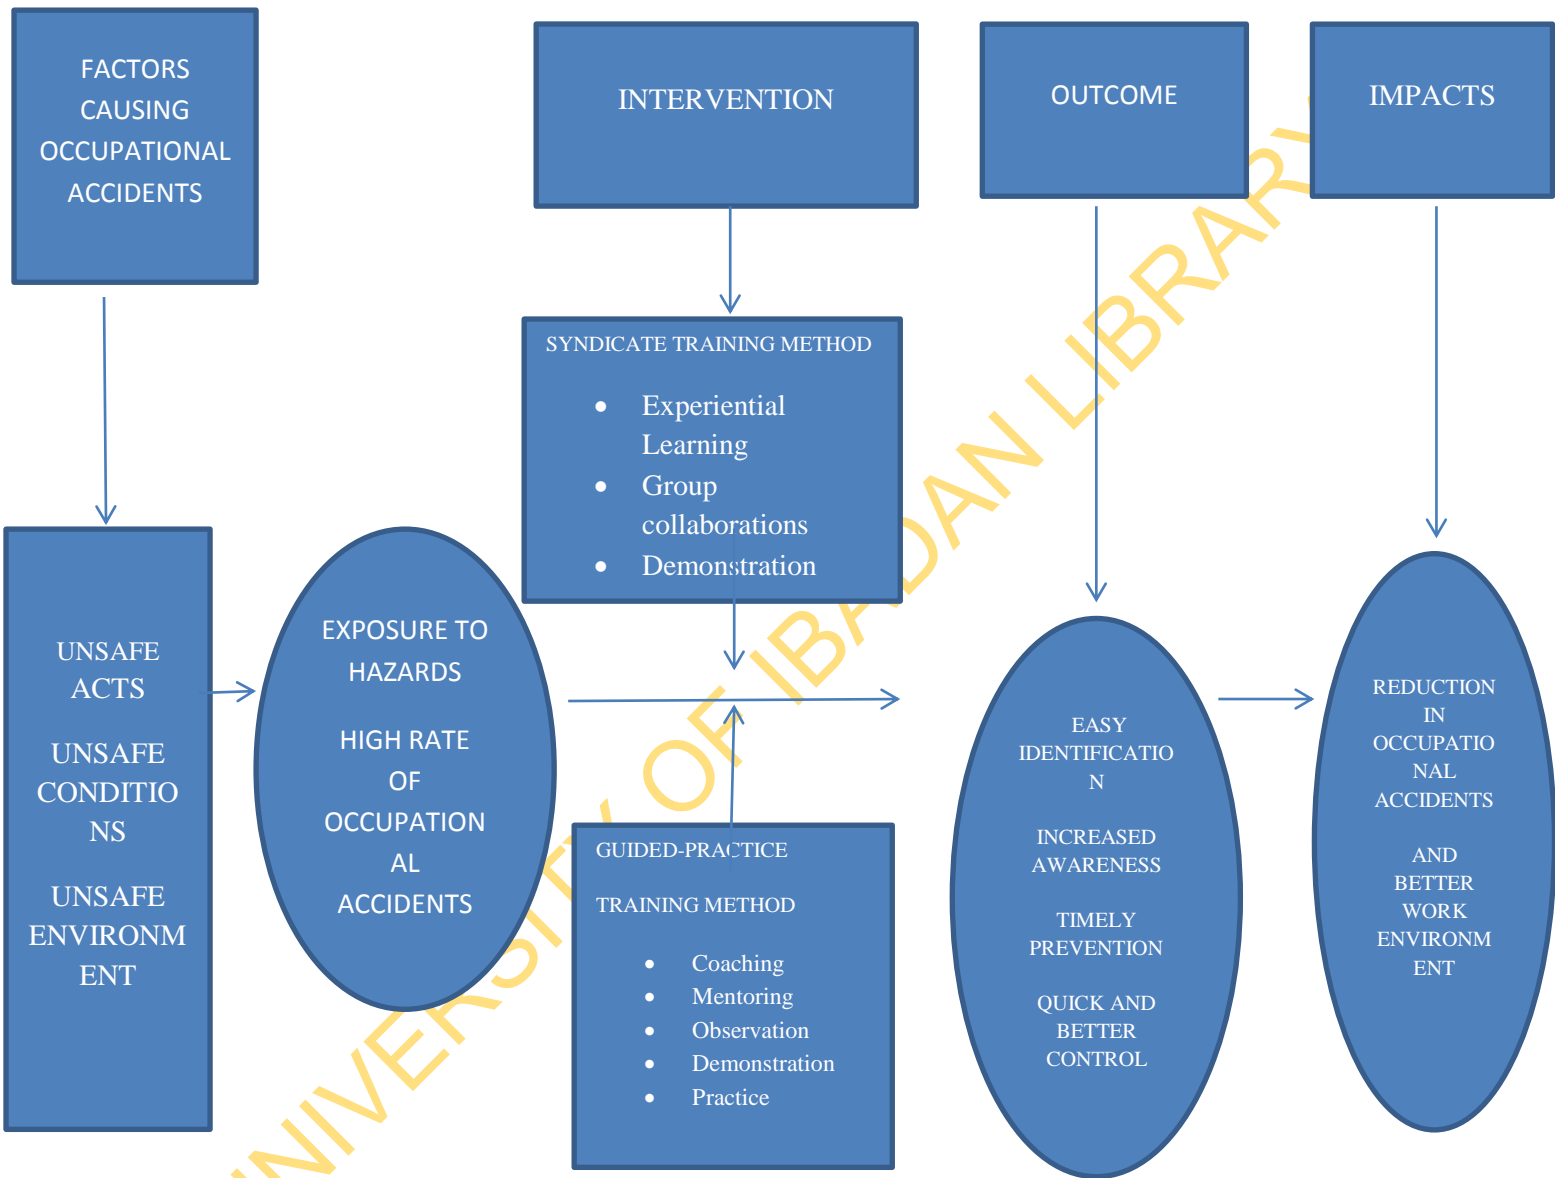 FACTORS
CAUSING
OCCUPATIONAL
ACCIDENTS
INTERVENTION
OUTCOME
IMPACTS
SYNDICATE TRAINING METHOD
• Experiential
Learning
• Group
collaborations
• Demonstration
UNSAFE
ACTS
UNSAFE
CONDITIO
NS
UNSAFE
ENVIRONM
ENT
EXPOSURE TO
HAZARDS
HIGH RATE
OF
OCCUPATION
AL
ACCIDENTS
GUIDED-PRACTICE
TRAINING METHOD
• Coaching
• Mentoring
• Observation
• Demonstration
• Practice
EASY
IDENTIFICATIO
N
INCREASED
AWARENESS
TIMELY
PREVENTION
QUICK AND
BETTER
CONTROL
REDUCTION
IN
OCCUPATIO
NAL
ACCIDENTS
AND
BETTER
WORK
ENVIRONM
ENT
UNIVERSITY OF IBADAN LIBRARY